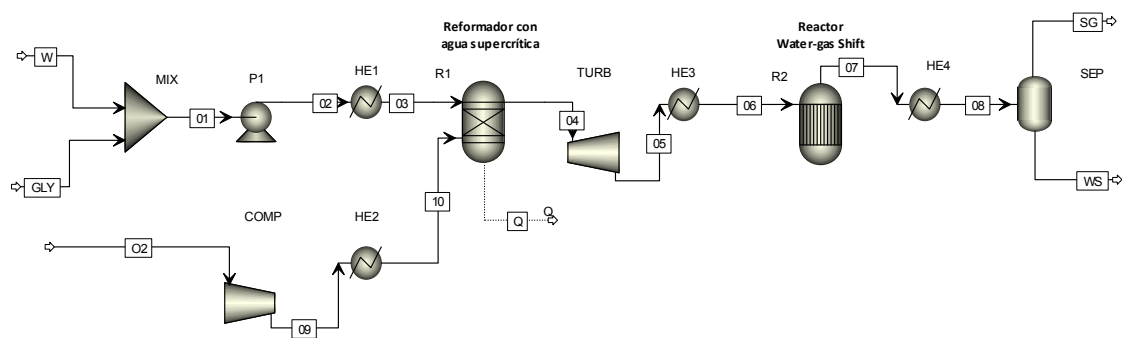 Reformador con
agua supercrítica
Reactor
Water-gas Shift
SG
W
MIX
P1
HE1
R1
TURB
HE3
R2
07
HE4
SEP
01
02
03
04
05
06
08
GLY
10
WS
COMP
HE2
Q
Q
O2
09